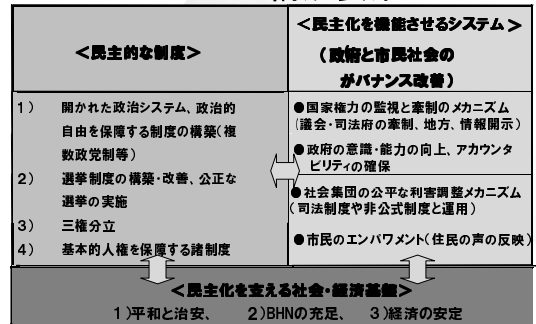 ＜民主的な制度＞
1） 開かれた政治システム、政治的
自由を保障する制度の構築（複
数政党制等）
2） 選挙制度の構築・改善、公正な
選挙の実施
3） 三権分立
4） 基本的人権を保障する諸制度
＜民主化を機能させるシステム＞
（政府と市民社会の
ガバナンス改善）
●国家権力の監視と牽制のメカニズム
（議会・司法府の牽制、地方、情報開示）
●政府の意識・能力の向上、アカウンタ
ビリティの確保
●社会集団の公平な利害調整メカニズム
（司法制度や非公式制度と運用）
●市民のエンパワメント（住民の声の反映）
＜民主化を支える社会・経済基盤＞
1）平和と治安、 2）BHNの充足、 3）経済の安定